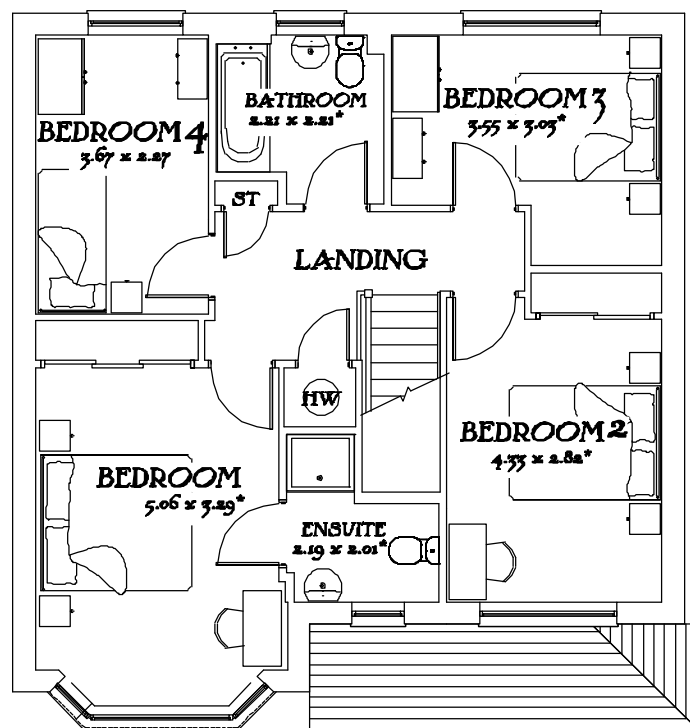 BATHROOM
2.21 x 2.21*
BEDROOM 3
3.55 x 3.03*
BEDROOM 4
3.67 x 2.27
ST
LANDING
HW
BEDROOM 2
4.33 x 2.82*
BEDROOM
5.06 x 3.29*
ENSUITE
2.19 x 2.01*